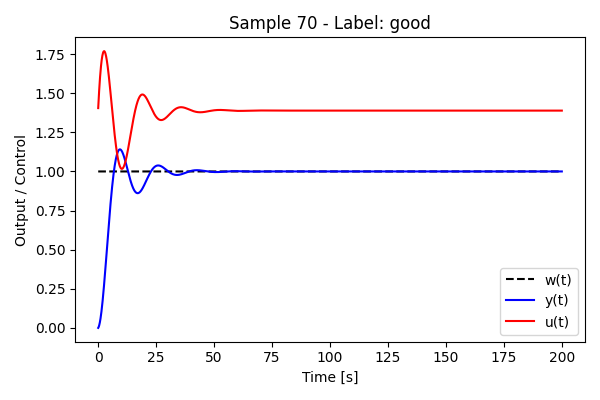 Sample 70 - Label: good
Output / Control
1.75
1.50
1.25
1.00
0.75
0.50
0.25
0.00
w(t)
y(t)
u(t)
0 25 50 75 100 125 150 175 200
Time [s]